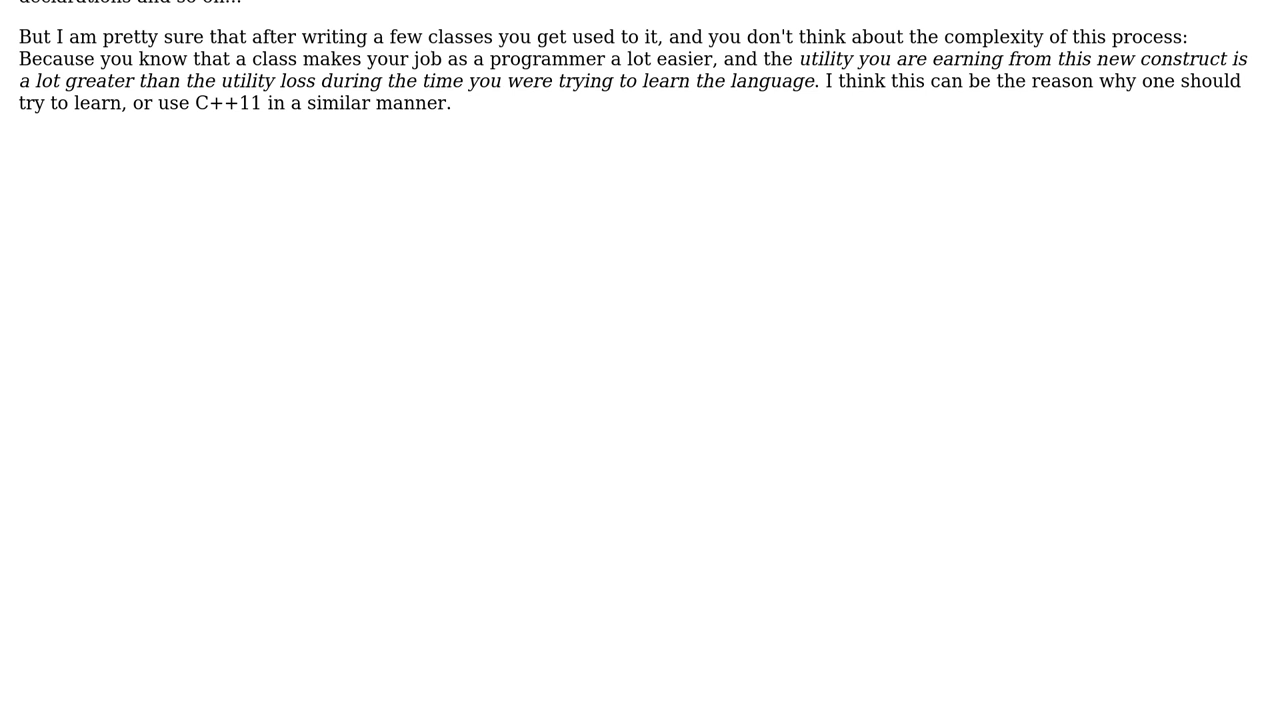 declarations and so on...
But I am pretty sure that after writing a few classes you get used to it, and you don't think about the complexity of this process:
Because you know that a class makes your job as a programmer a lot easier, and the utility you are earning from this new construct is
a lot greater than the utility loss during the time you were trying to learn the language. I think this can be the reason why one should
try to learn, or use C++11 in a similar manner.